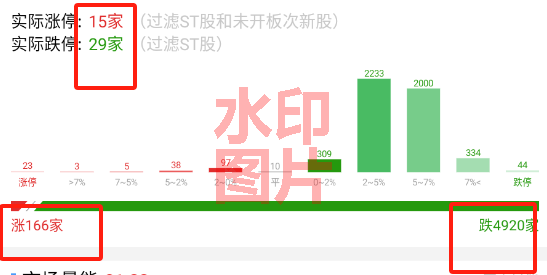 实际涨停: 15家 (过滤ST股和未开板次新股)
实际跌停: 29家 (过滤ST股)
水印
图片
23 3 5 38 97 10 309 2233 2000 334 44
涨停 >7% 7~5% 5~2% 2~0% 平 0~2% 2~5% 5~7% 7%< 跌停
涨166家 跌4920家